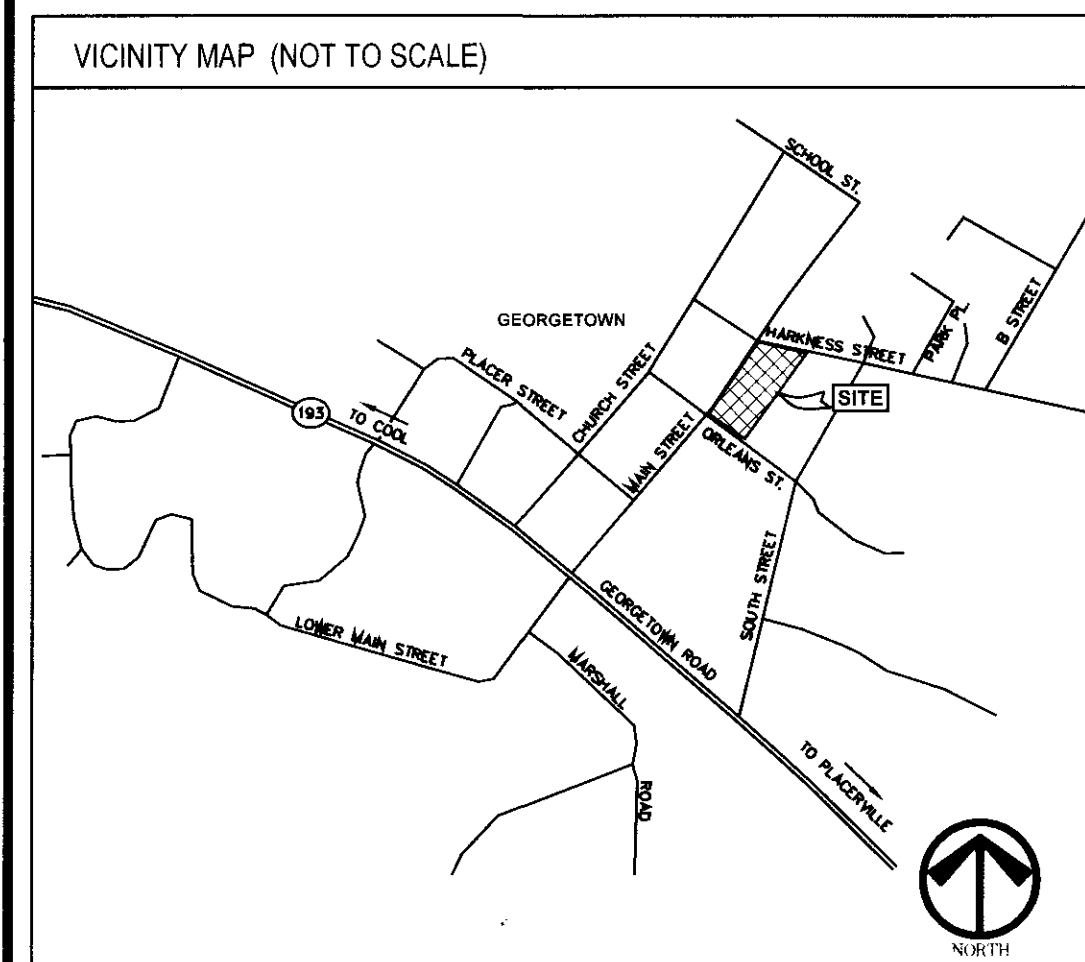 VICINITY MAP (NOT TO SCALE)
SCHOOL ST.
GEORGETOWN
HARKNESS STREET
PARK PL.
B STREET
PLACER STREET
CHURCH STREET
SITE
193
TO COOL
MAIN STREET
ORLEANS ST.
SOUTH STREET
GEORGETOWN ROAD
LOWER MAIN STREET
MARSHALL
ROAD
TO PLACERVILLE
NORTH